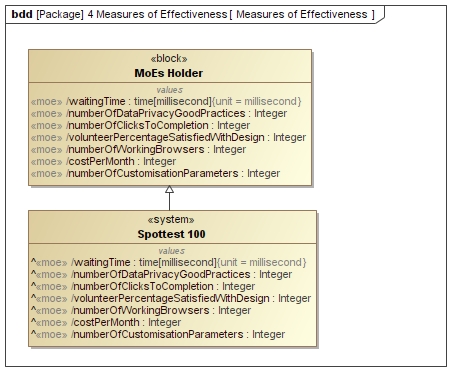 bdd [Package] 4 Measures of Effectiveness [ Measures of Effectiveness ]
«block»
MoEs Holder
values
«moe» /waitingTime : time[millisecond]{unit = millisecond}
«moe» /numberOfDataPrivacyGoodPractices : Integer
«moe» /numberOfClicksToCompletion : Integer
«moe» /volunteerPercentageSatisfiedWithDesign : Integer
«moe» /numberOfWorkingBrowsers : Integer
«moe» /costPerMonth : Integer
«moe» /numberOfCustomisationParameters : Integer
«system»
Spottest 100
values
^«moe» /waitingTime : time[millisecond]{unit = millisecond}
^«moe» /numberOfDataPrivacyGoodPractices : Integer
^«moe» /numberOfClicksToCompletion : Integer
^«moe» /volunteerPercentageSatisfiedWithDesign : Integer
^«moe» /numberOfWorkingBrowsers : Integer
^«moe» /costPerMonth : Integer
^«moe» /numberOfCustomisationParameters : Integer